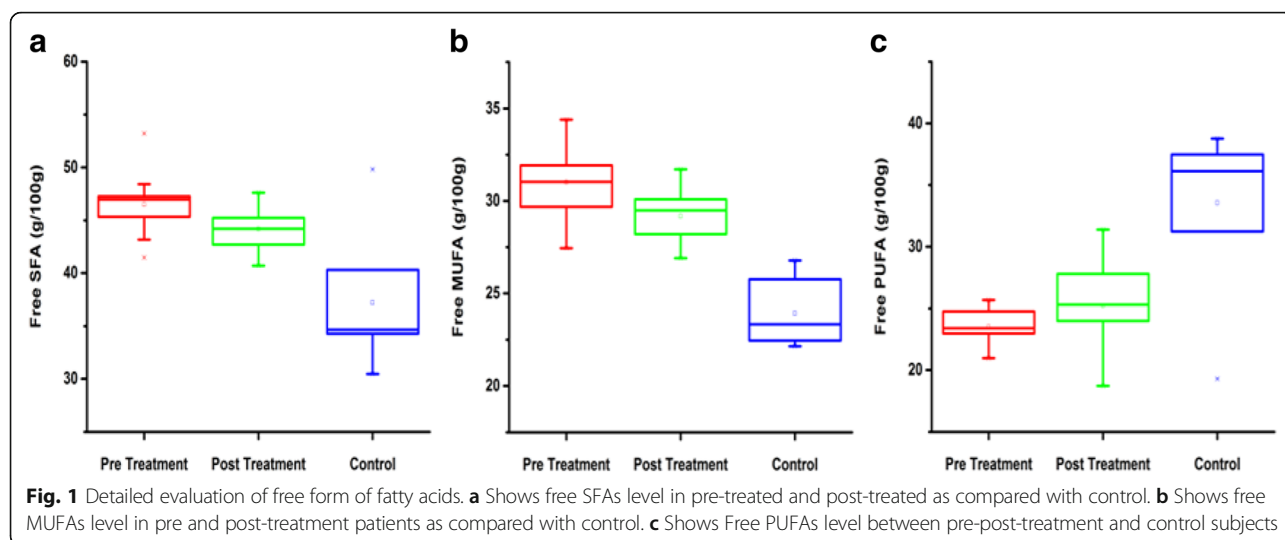 a
b
c
60
50
40
30
Free SFA (g/100g)
Pre Treatment Post Treatment Control
35
30
25
20
Free MUFA (g/100g)
Pre Treatment Post Treatment Control
40
30
20
Free PUFA (g/100g)
Pre Treatment Post Treatment Control
Fig. 1 Detailed evaluation of free form of fatty acids. a Shows free SFAs level in pre-treated and post-treated as compared with control. b Shows free
MUFAs level in pre and post-treatment patients as compared with control. c Shows Free PUFAs level between pre-post-treatment and control subjects